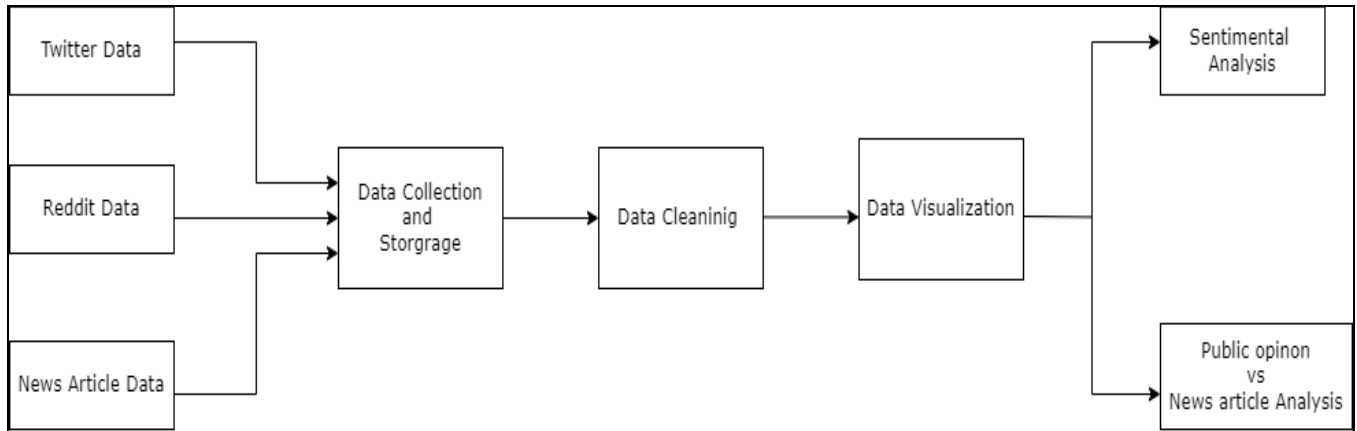 Twitter Data
Reddit Data
News Article Data
Data Collection
and
Storgrage
Data Cleaninig
Data Visualization
Sentimental
Analysis
Public opinon
vs
News article Analysis